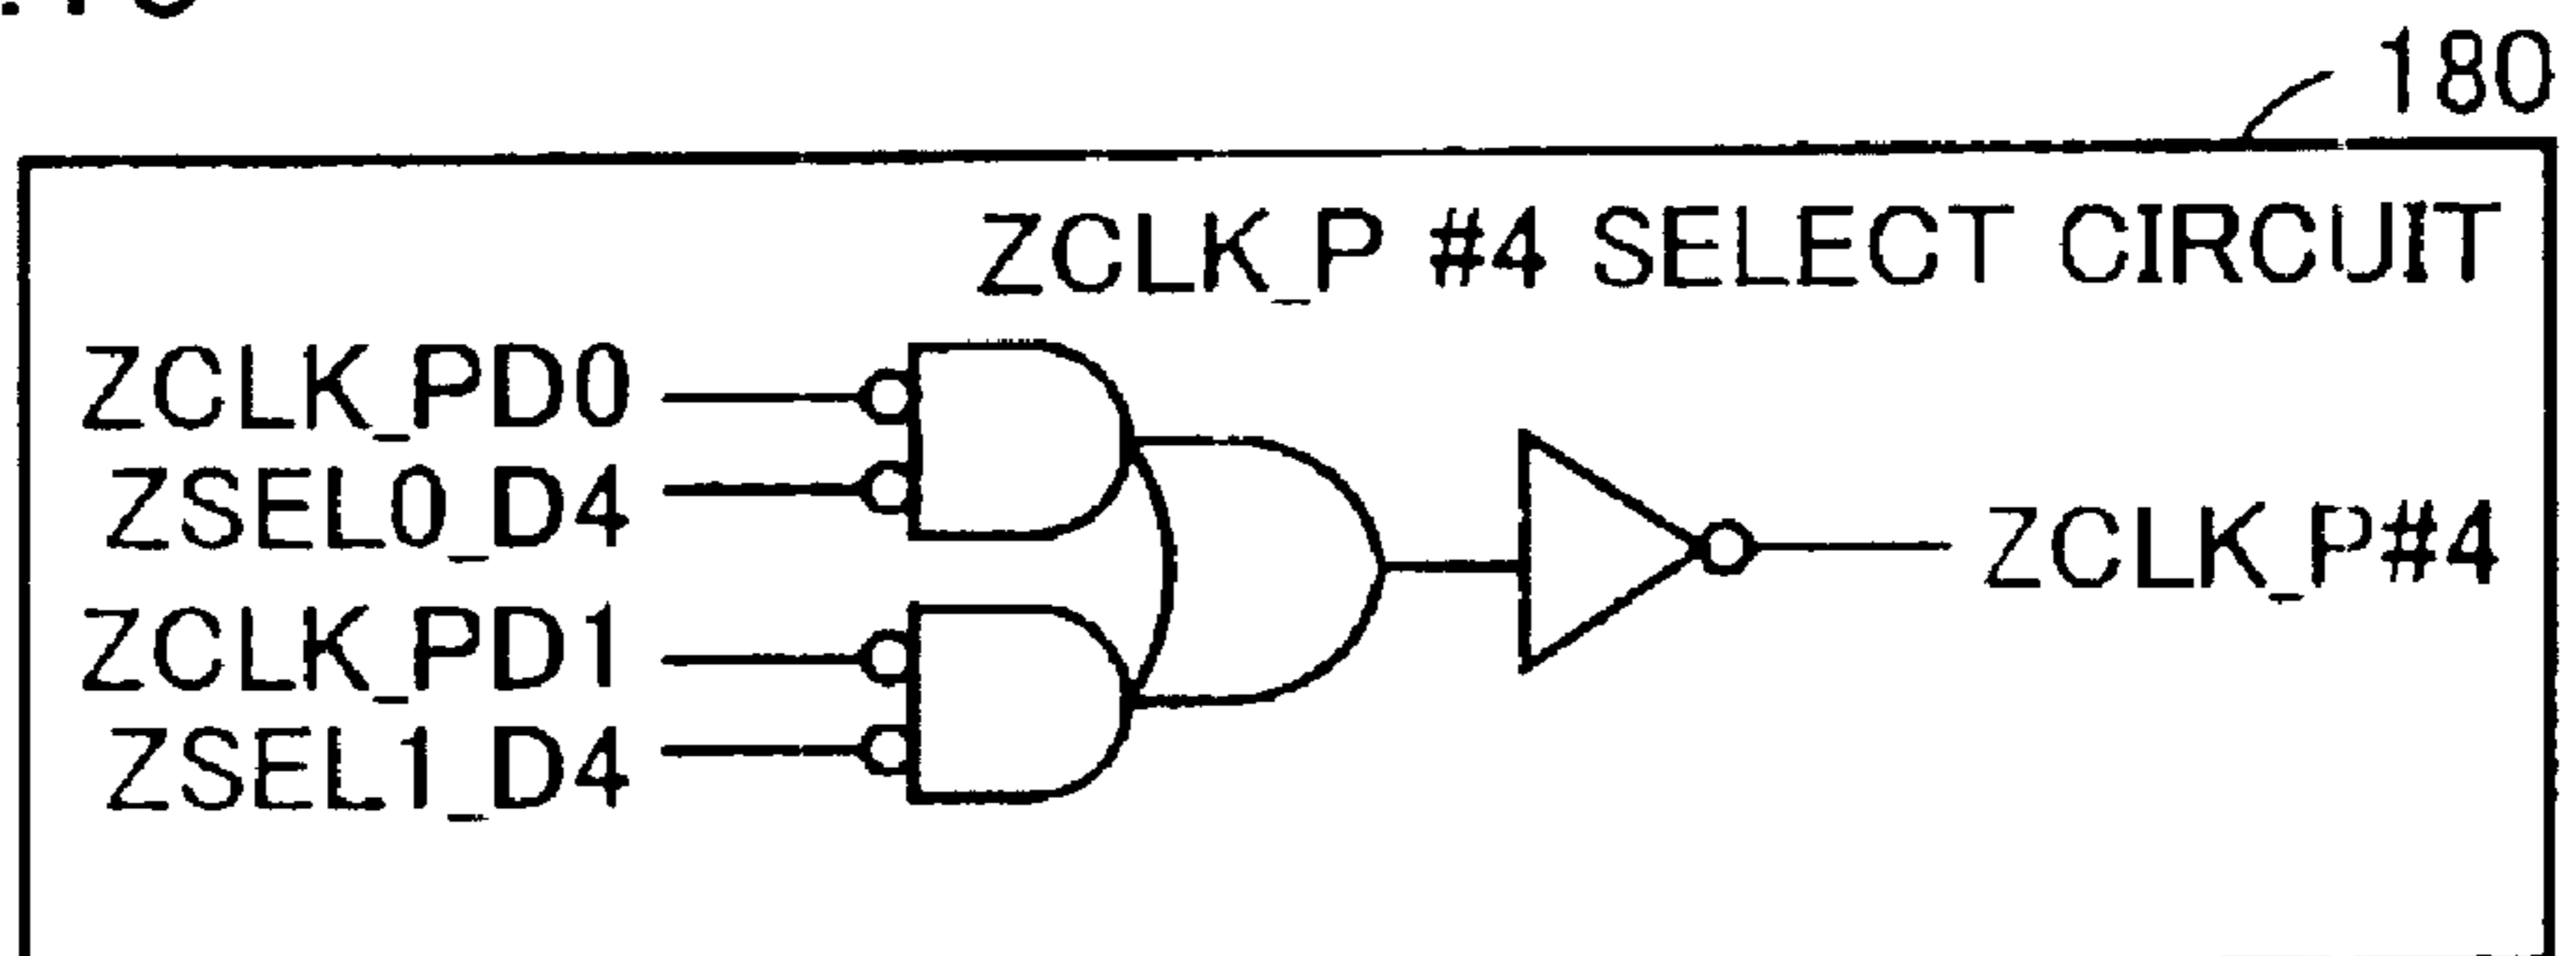 180
ZCLK_P #4 SELECT CIRCUIT
ZCLK_PD0
ZSEL0_D4
ZCLK_PD1
ZSEL1_D4
ZCLK_P#4